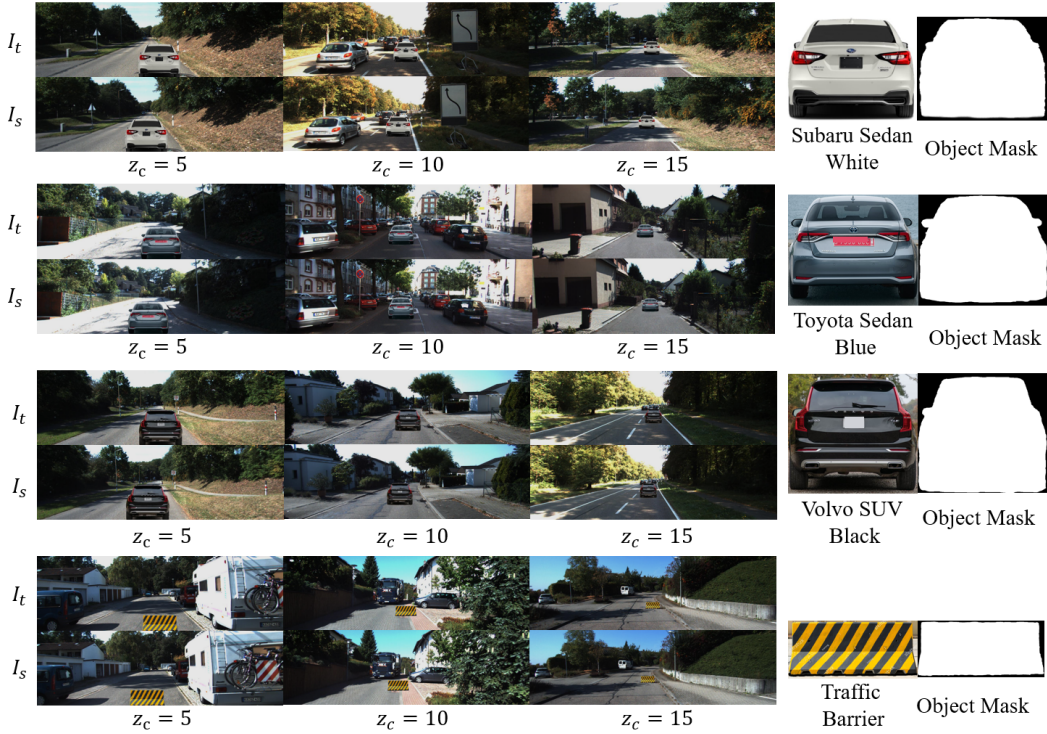 I_t
I_s
z_c = 5
z_c = 10
z_c = 15
Subaru Sedan
White
Object Mask
I_t
I_s
z_c = 5
z_c = 10
z_c = 15
Toyota Sedan
Blue
Object Mask
I_t
I_s
z_c = 5
z_c = 10
z_c = 15
Volvo SUV
Black
Object Mask
I_t
I_s
z_c = 5
z_c = 10
z_c = 15
Traffic
Barrier
Object Mask